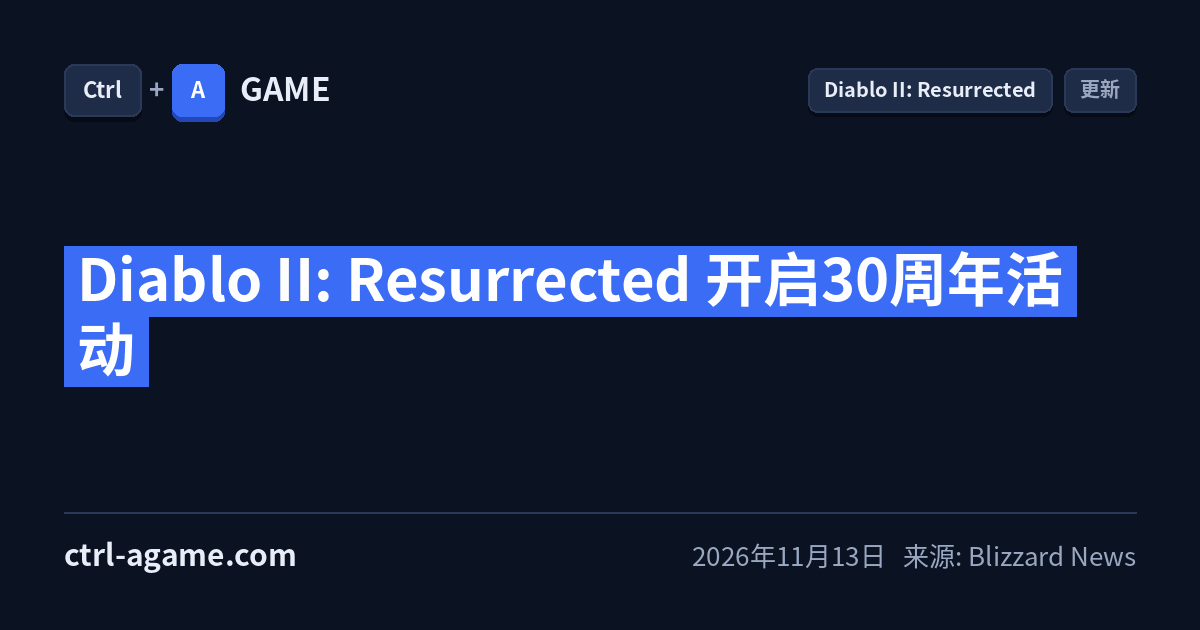 Ctrl + A GAME
Diablo II: Resurrected 更新
Diablo II: Resurrected 开启30周年活
动
ctrl-agame.com
2026年11月13日 来源: Blizzard News